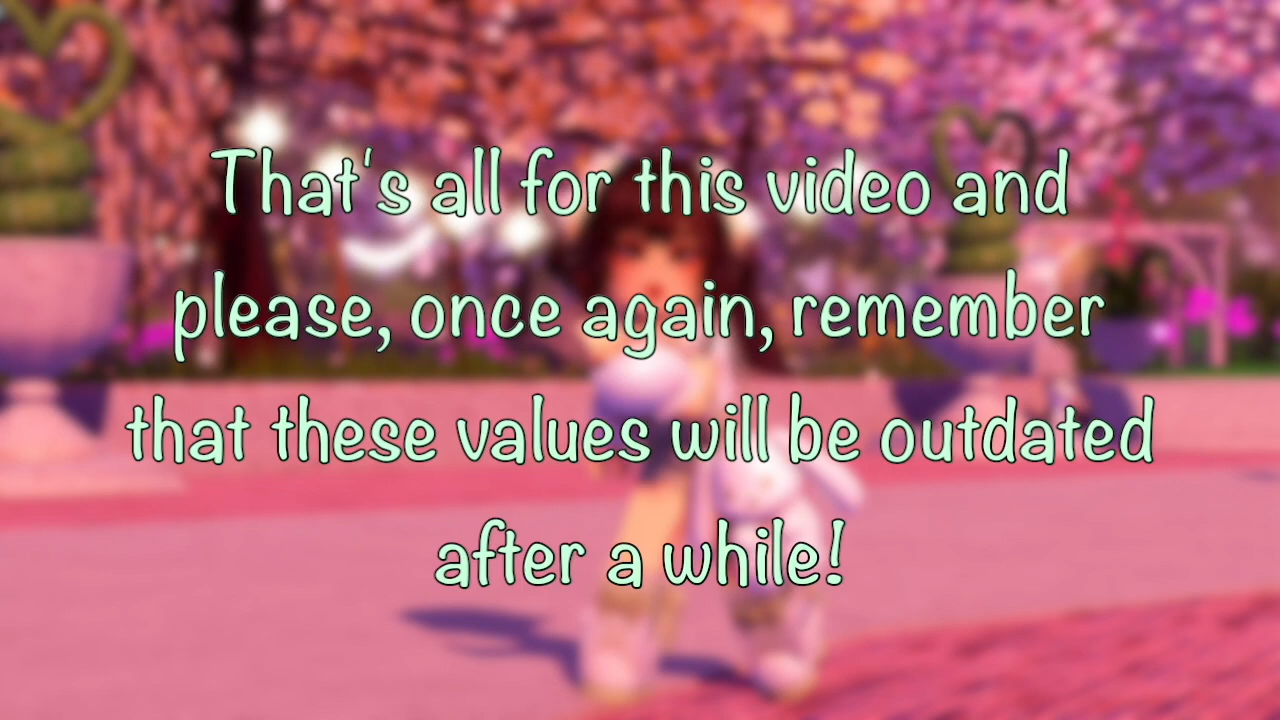 That's all for this video and
please, once again, remember
that these values will be outdated
after a while!